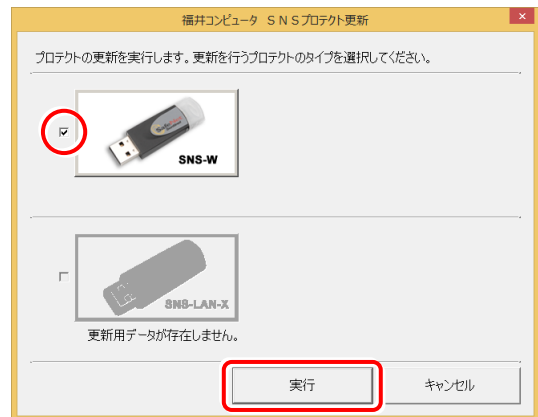 福井コンピュータ SNSプロテクト更新
プロテクトの更新を実行します。更新を行うプロテクトのタイプを選択してください。
SNS-W
SNS-LAN-X
更新用データが存在しません。
実行
キャンセル